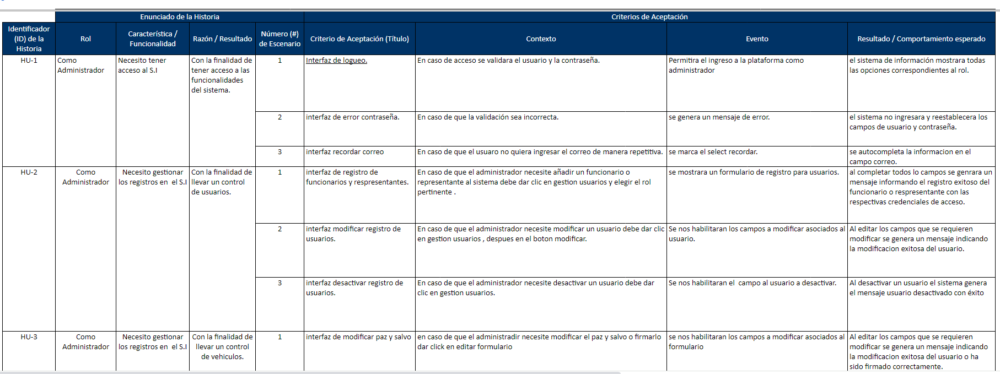 Enunciado de la Historia
Criterios de Aceptación
Identificador
(ID) de la
Historia
Rol
Característica /
Funcionalidad
Razón / Resultado
Número (#)
de Escenario
Criterio de Aceptación (Título)
Contexto
Evento
Resultado / Comportamiento esperado
HU-1
Como
Administrador
Necesito tener
acceso al S.I
Con la finalidad de
tener acceso a las
funcionalidades
del sistema.
1
Interfaz de logueo.
En caso de acceso se validara el usuario y la contraseña.
Permitira el ingreso a la plataforma como
administrador
el sistema de información mostrara todas
las opciones correspondientes al rol.
2
interfaz de error contraseña.
En caso de que la validación sea incorrecta.
se genera un mensaje de error.
el sistema no ingresara y reestablecera los
campos de usuario y contraseña.
3
interfaz recordar correo
En caso de que el usuaro no quiera ingresar el correo de manera repetitiva.
se marca el select recordar.
se autocompleta la informacion en el
campo correo.
HU-2
Como
Administrador
Necesito gestionar
los registros en  el S.I
Con la finalidad de
llevar un control
de usuarios.
1
interfaz de registro de
funcionarios y respresentantes.
En caso de que el administrador necesite añadir un funcionario o
representante al sistema debe dar clic en gestion usuarios y elegir el rol
pertinente .
se mostrara un formulario de registro para usuarios.
al completar todos lo campos se genrara un
mensaje informando el registro exitoso del
funcionario o respresentante con las
respectivas credenciales de acceso.
2
interfaz modificar registro de
usuarios.
En caso de que el administrador necesite modificar un usuario debe dar clic
en gestion usuarios , despues en el boton modificar.
Se nos habilitaran los campos a modificar asociados al
usuario.
Al editar los campos que se requieren
modificar se genera un mensaje indicando
la modificacion exitosa del usuario.
3
interfaz desactivar registro de
usuarios.
En caso de que el administrador necesite desactivar un usuario debe dar
clic en gestion usuarios.
Se nos habilitaran el  campo al usuario a desactivar.
Al desactivar un usuario el sistema genera
el mensaje usuario desactivado con éxito
HU-3
Como
Administrador
Necesito gestionar
los registros en  el S.I
Con la finalidad de
llevar un control
de vehiculos.
1
interfaz de modificar paz y salvo
en caso de que el administradir necesite modificar el paz y salvo o firmarlo
dar click en editar formulario
se nos habilitaran los campos a modificar asociados al
formulario
Al editar los campos que se requieren
modificar se genera un mensaje indicando
la modificacion exitosa del usuario o ha
sido firmado correctamente.